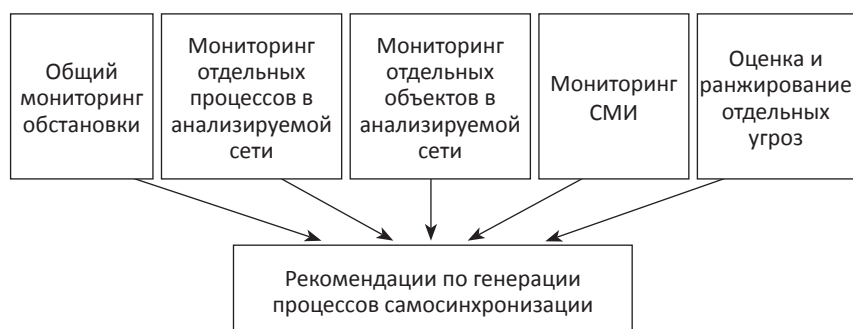 Общий
мониторинг
обстановки
Мониторинг
отдельных
процессов в
анализируемой
сети
Мониторинг
отдельных
объектов в
анализируемой
сети
Мониторинг
СМИ
Оценка и
ранжирование
отдельных
угроз
Рекомендации по генерации
процессов самосинхронизации